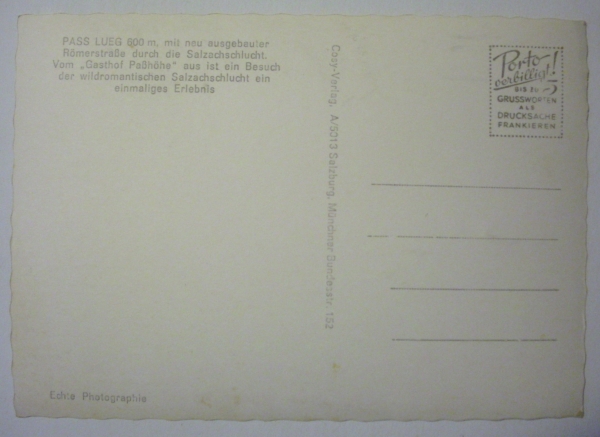 PASS LUEG 600 m, mit neu ausgebauter
Römerstraße durch die Salzachschlucht.
Vom „Gasthof Paßhöhe“ aus ist ein Besuch
der wildromantischen Salzachschlucht ein
einmaliges Erlebnis
Cosy-Verlag, A/5313 Salzburg, Münchner Bundesstr. 152
Porto
verbilligt!
BIS ZU 5
GRUSSWORTEN
ALS
DRUCKSACHE
FRANKIEREN
Echte Photographie